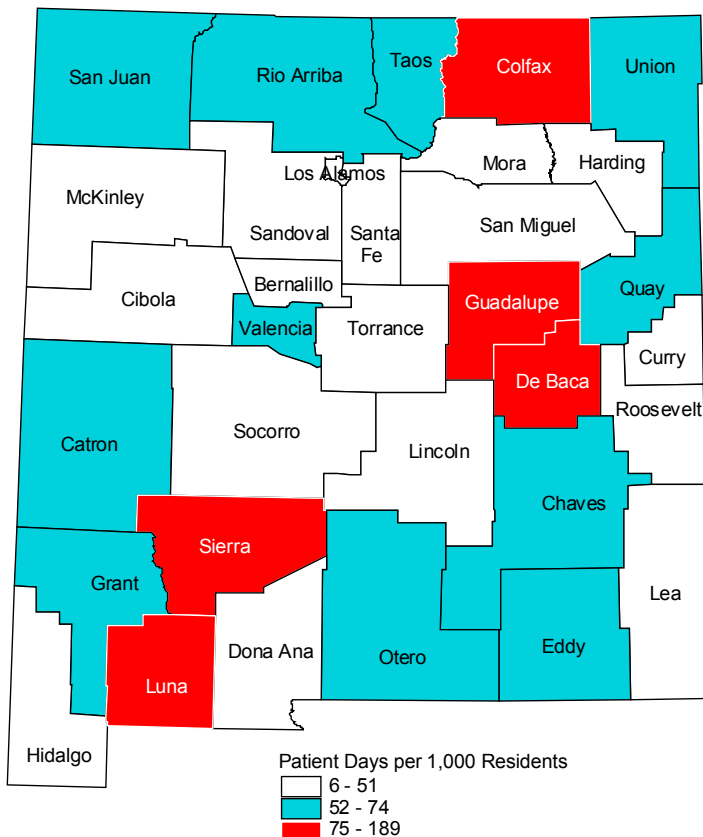 San Juan
Rio Arriba
Taos
Colfax
Union
McKinley
Los Alamos
Mora
Harding
Sandoval
Santa
Fe
San Miguel
Bernalillo
Cibola
Valencia
Torrance
Guadalupe
Quay
Curry
De Baca
Roosevelt
Catron
Socorro
Lincoln
Chaves
Sierra
Grant
Lea
Dona Ana
Otero
Eddy
Luna
Hidalgo
Patient Days per 1,000 Residents
6 - 51
52 - 74
75 - 189